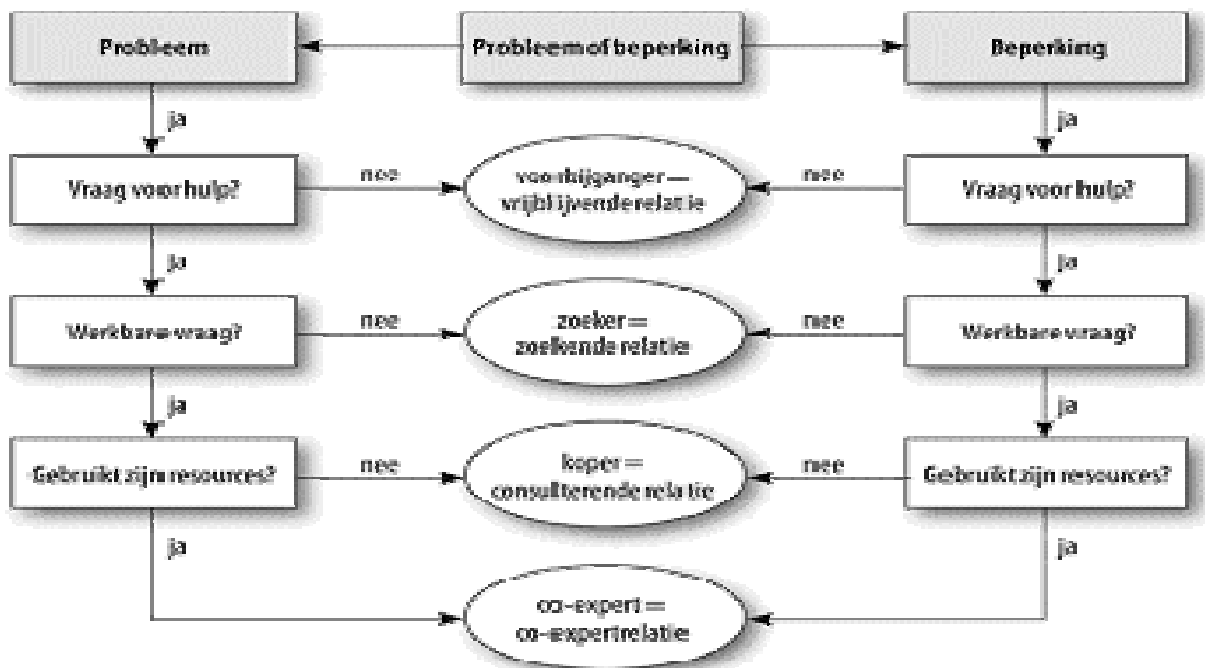 Probleem
Probleem of beperking
Beperking
ja
ja
Vraag voor hulp?
nee
voorbijganger =
vrijblijvende relatie
nee
Vraag voor hulp?
ja
ja
Werkbare vraag?
nee
zoeker =
zoekende relatie
nee
Werkbare vraag?
ja
ja
Gebruikt zijn resources?
nee
koper =
consulterende relatie
nee
Gebruikt zijn resources?
ja
ja
co-expert =
co-expertrelatie